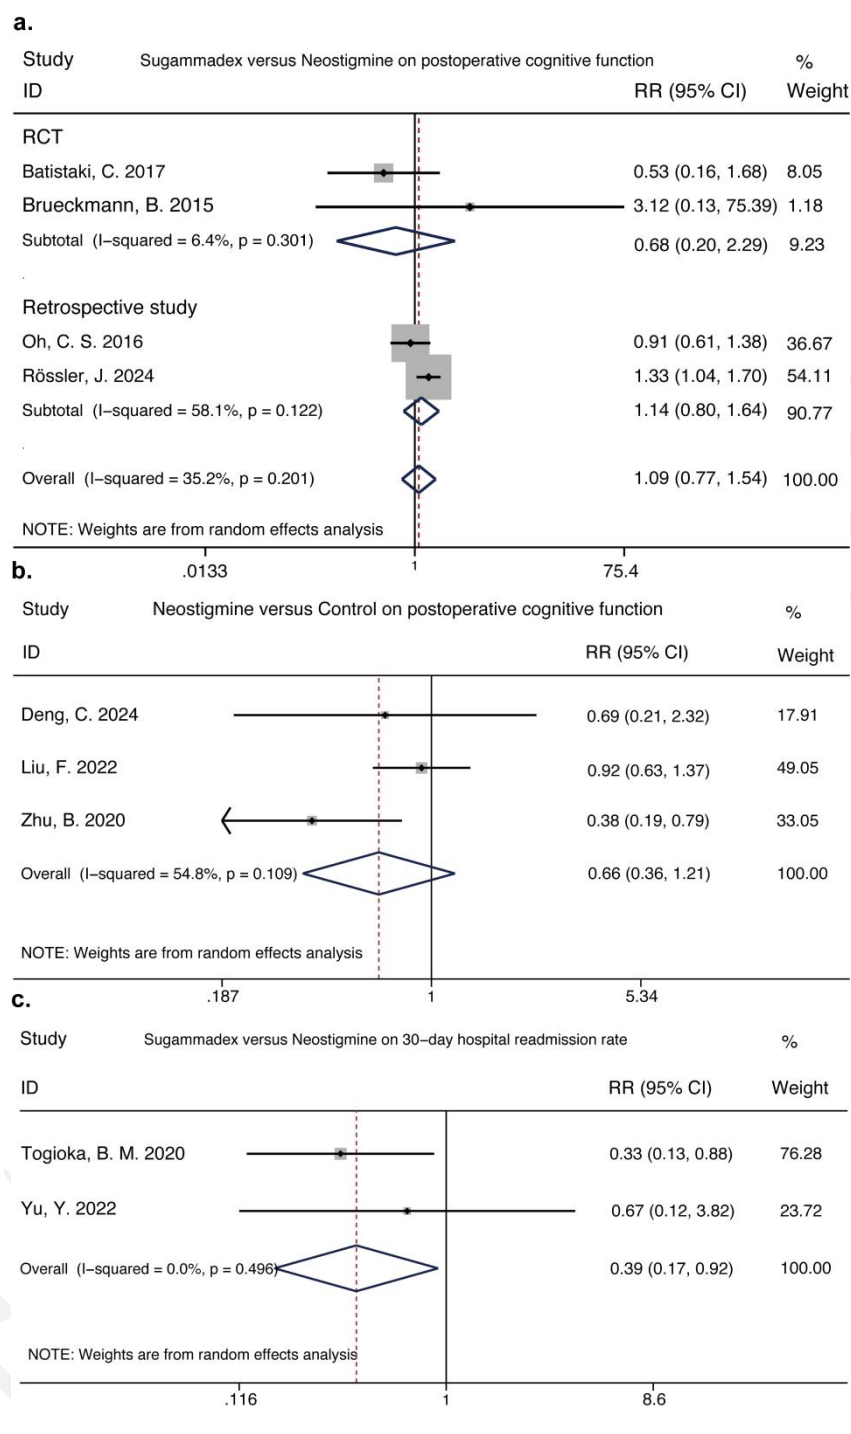 a.
Study Sugammadex versus Neostigmine on postoperative cognitive function %
ID RR (95% CI) Weight
RCT
Batistaki, C. 2017 0.53 (0.16, 1.68) 8.05
Brueckmann, B. 2015 3.12 (0.13, 75.39) 1.18
Subtotal (I−squared = 6.4%, p = 0.301) 0.68 (0.20, 2.29) 9.23
.
Retrospective study
Oh, C. S. 2016 0.91 (0.61, 1.38) 36.67
Rössler, J. 2024 1.33 (1.04, 1.70) 54.11
Subtotal (I−squared = 58.1%, p = 0.122) 1.14 (0.80, 1.64) 90.77
.
Overall (I−squared = 35.2%, p = 0.201) 1.09 (0.77, 1.54) 100.00
NOTE: Weights are from random effects analysis
.0133 1 75.4
b.
Study Neostigmine versus Control on postoperative cognitive function %
ID RR (95% CI) Weight
Deng, C. 2024 0.69 (0.21, 2.32) 17.91
Liu, F. 2022 0.92 (0.63, 1.37) 49.05
Zhu, B. 2020 0.38 (0.19, 0.79) 33.05
Overall (I−squared = 54.8%, p = 0.109) 0.66 (0.36, 1.21) 100.00
NOTE: Weights are from random effects analysis
.187 1 5.34
c.
Study Sugammadex versus Neostigmine on 30−day hospital readmission rate %
ID RR (95% CI) Weight
Togioka, B. M. 2020 0.33 (0.13, 0.88) 76.28
Yu, Y. 2022 0.67 (0.12, 3.82) 23.72
Overall (I−squared = 0.0%, p = 0.496) 0.39 (0.17, 0.92) 100.00
NOTE: Weights are from random effects analysis
.116 1 8.6